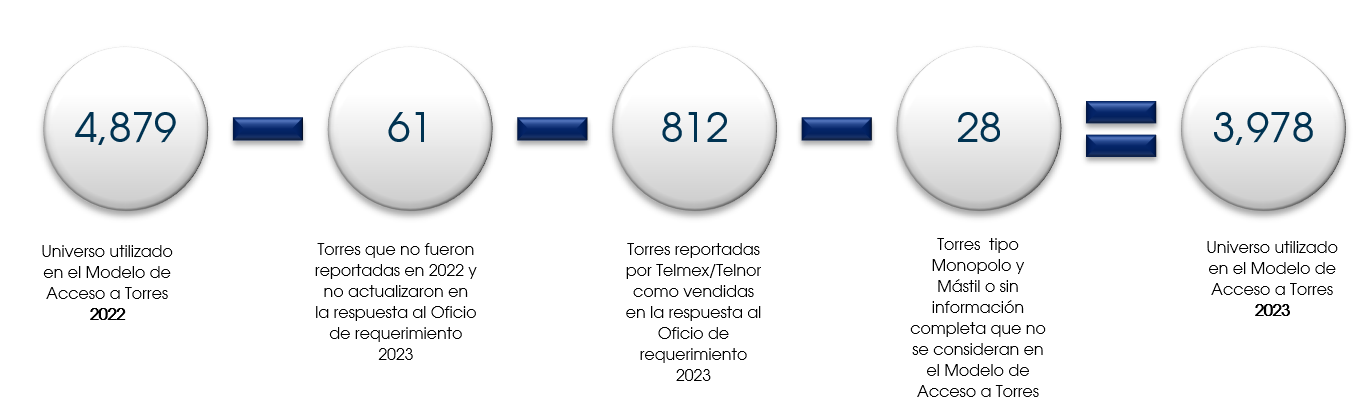 4,879
61
812
28
3,978
Universo utilizado
en el Modelo de
Acceso a Torres
2022
Torres que no fueron
reportadas en 2022 y
no actualizaron en
la respuesta al Oficio
de requerimiento
2023
Torres reportadas
por Telmex/Telnor
como vendidas
en la respuesta al
Oficio de
requerimiento
2023
Torres tipo
Monopolo y
Mástil o sin
información
completa que no
se consideran en
el Modelo de
Acceso a Torres
Universo utilizado
en el Modelo de
Acceso a Torres
2023